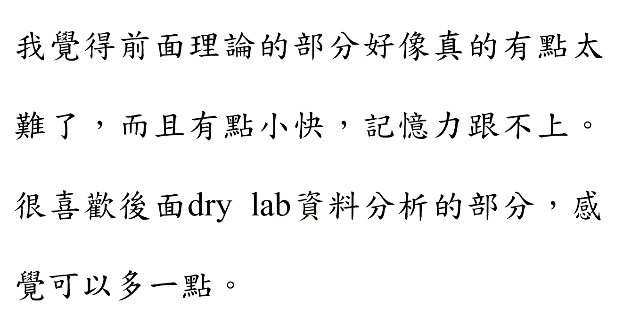 我覺得前面理論的部分好像真的有點太
難了，而且有點小快，記憶力跟不上。
很喜歡後面dry lab資料分析的部分，感
覺可以多一點。